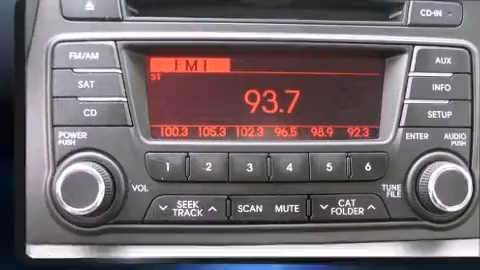 CD-IN
FM/AM
FM1
AUX
ST
SAT
93.7
INFO
CD
SETUP
100.3 105.3 102.3 96.5 98.9 92.3
POWER
PUSH
ENTER
AUDIO
PUSH
1 2 3 4 5 6
VOL
TUNE
FILE
SEEK
TRACK
SCAN MUTE
CAT
FOLDER